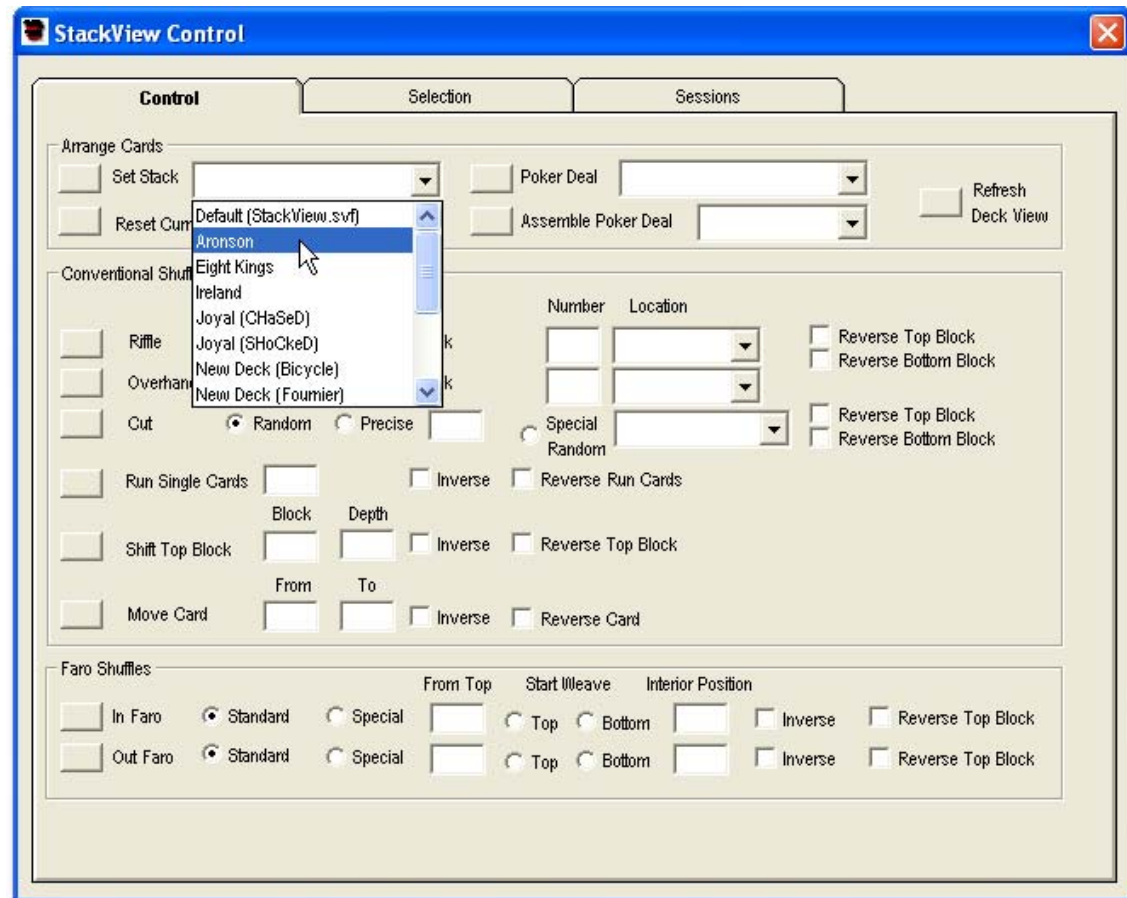 StackView Control
Control Selection Sessions
Arrange Cards
Set Stack Poker Deal Refresh
Reset Curr Assemble Poker Deal Deck View
Default (StackView.svf)
Aronson
Eight Kings
Ireland
Joyal (CHaSeD)
Joyal (SHoCkeD)
New Deck (Bicycle)
New Deck (Fournier)
Conventional Shuff
Number Location
Riffle k Reverse Top Block
Reverse Bottom Block
Overhan k
Cut Random Precise Special Random Reverse Top Block
Reverse Bottom Block
Run Single Cards Inverse Reverse Run Cards
Block Depth
Shift Top Block Inverse Reverse Top Block
From To
Move Card Inverse Reverse Card
Faro Shuffles
From Top Start Weave Interior Position
In Faro Standard Special Top Bottom Inverse Reverse Top Block
Out Faro Standard Special Top Bottom Inverse Reverse Top Block